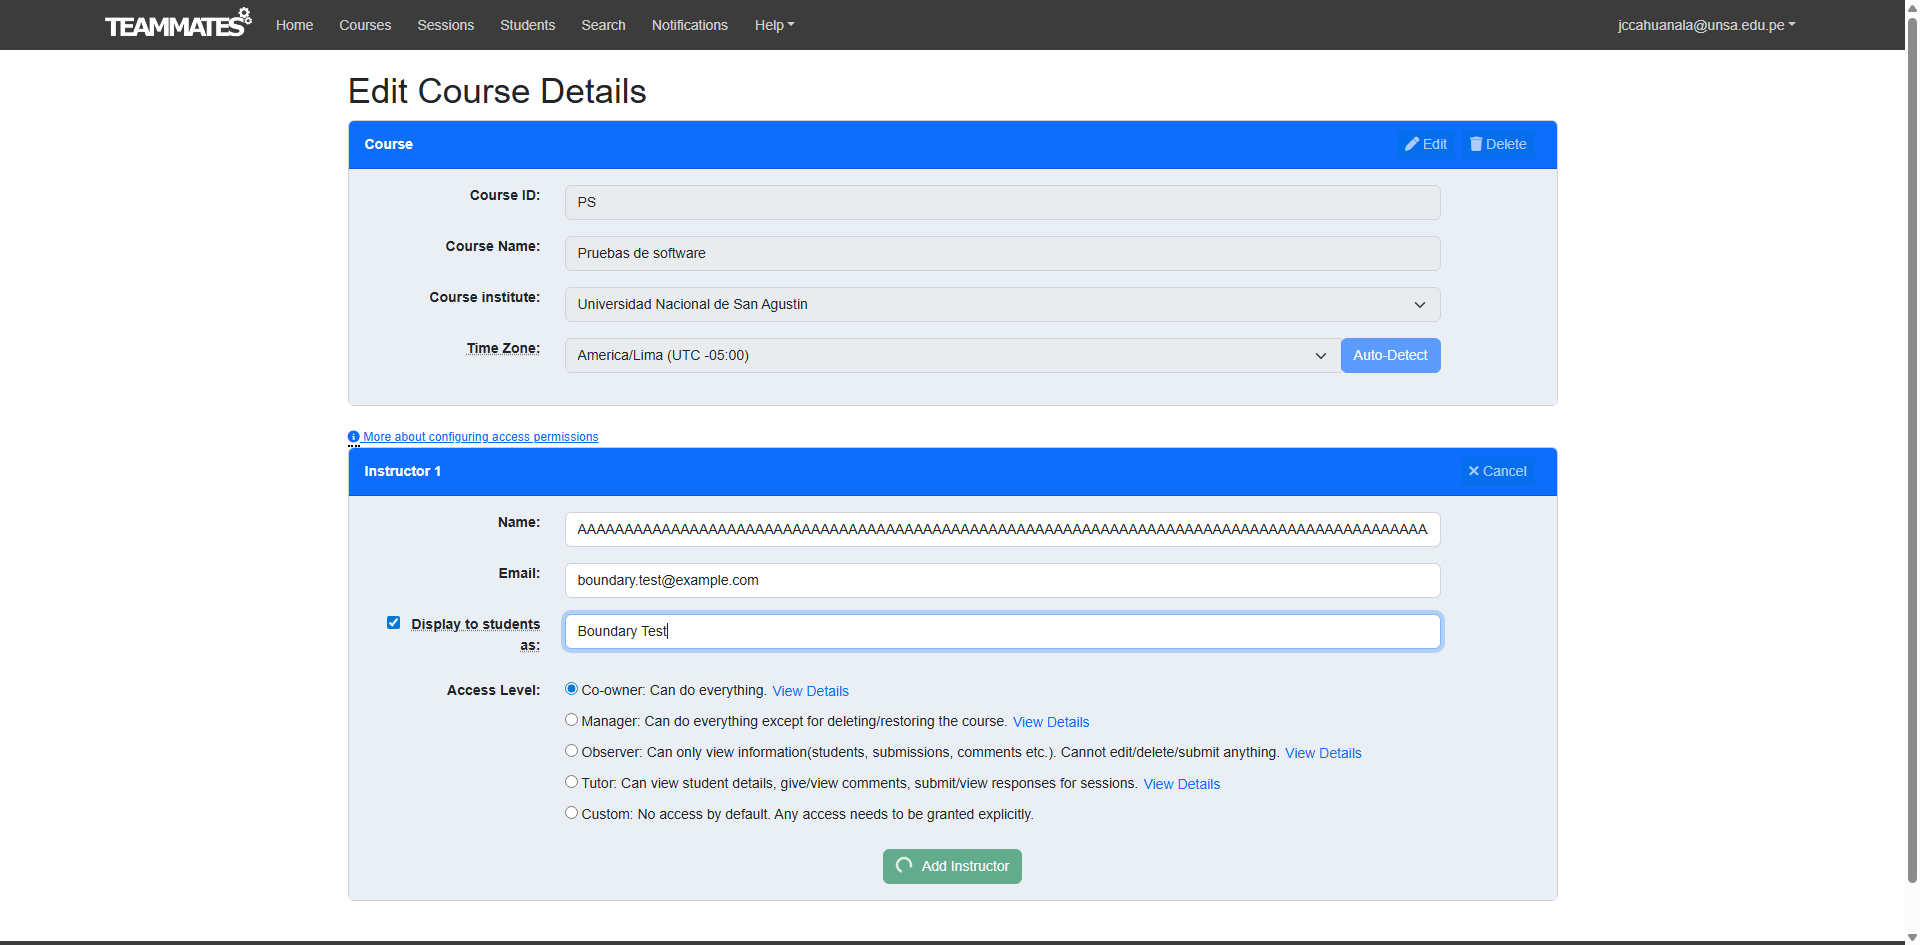 TEAMMATES Home Courses Sessions Students Search Notifications Help jccahuanala@unsa.edu.pe
Edit Course Details
Course Edit Delete
Course ID: PS
Course Name: Pruebas de software
Course institute: Universidad Nacional de San Agustin
Time Zone: America/Lima (UTC -05:00) Auto-Detect
More about configuring access permissions
Instructor 1 Cancel
Name:
Email: boundary.test@example.com
Display to students as: Boundary Test
Access Level: Co-owner: Can do everything. View Details
Manager: Can do everything except for deleting/restoring the course. View Details
Observer: Can only view information(students, submissions, comments etc.). Cannot edit/delete/submit anything. View Details
Tutor: Can view student details, give/view comments, submit/view responses for sessions. View Details
Custom: No access by default. Any access needs to be granted explicitly.
Add Instructor